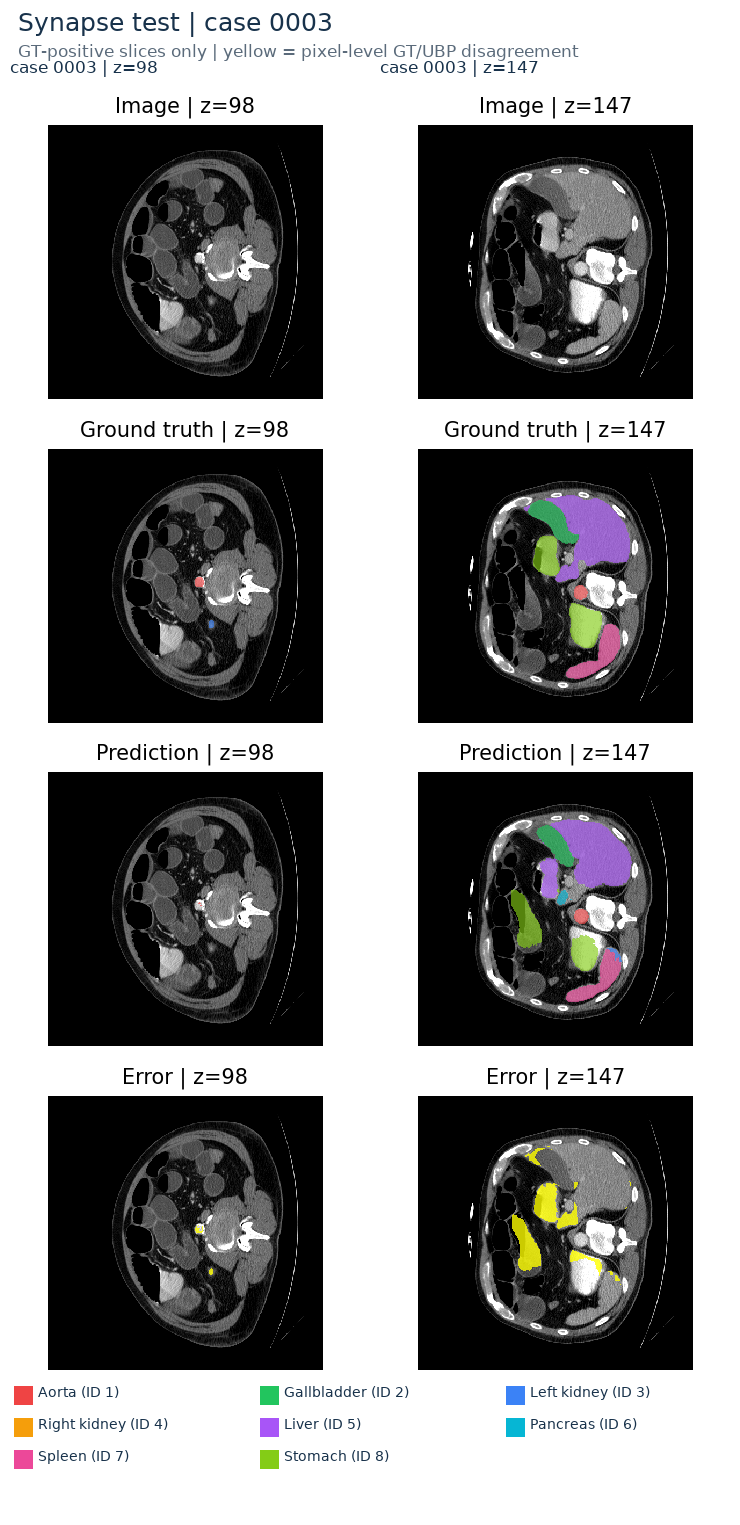 Synapse test | case 0003
GT-positive slices only | yellow = pixel-level GT/UBP disagreement
case 0003 | z=98
case 0003 | z=147
Image | z=98
Image | z=147
Ground truth | z=98
Ground truth | z=147
Prediction | z=98
Prediction | z=147
Error | z=98
Error | z=147
Aorta (ID 1)
Gallbladder (ID 2)
Left kidney (ID 3)
Right kidney (ID 4)
Liver (ID 5)
Pancreas (ID 6)
Spleen (ID 7)
Stomach (ID 8)